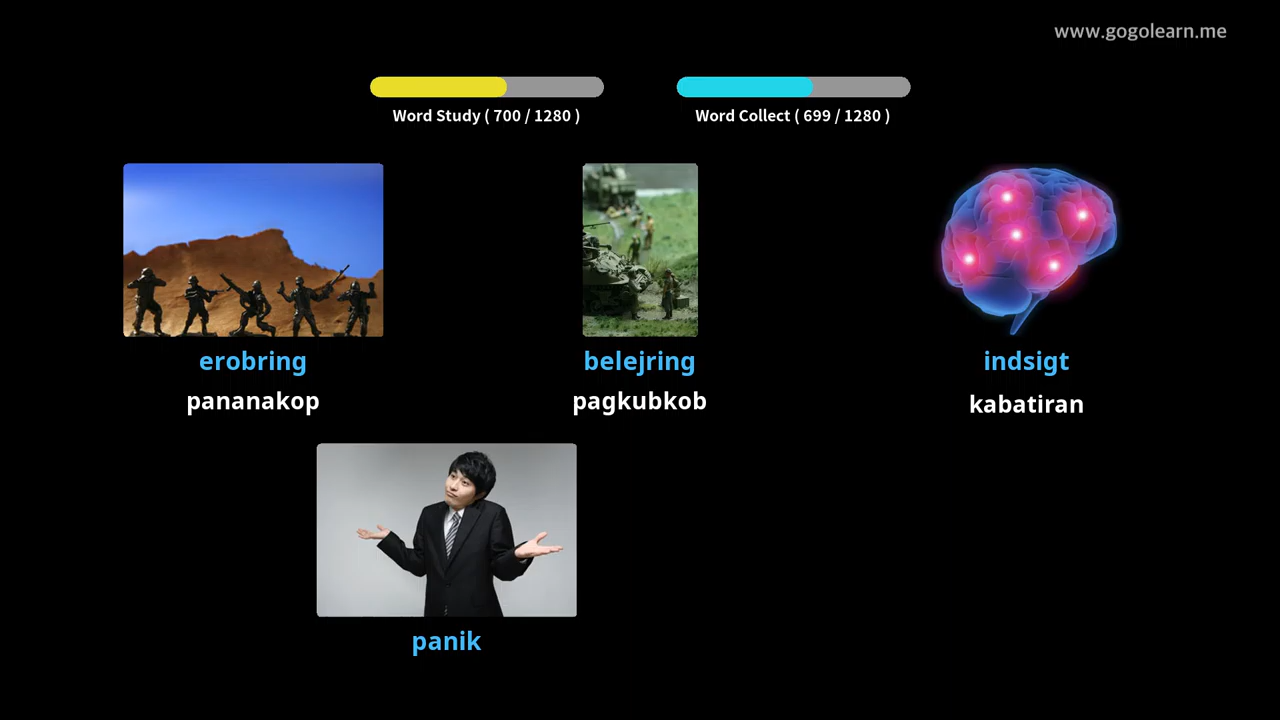 www.gogolearn.me
Word Study ( 700 / 1280 )
Word Collect ( 699 / 1280 )
erobring
belejring
indsigt
pananakop
pagkubkob
kabatiran
panik